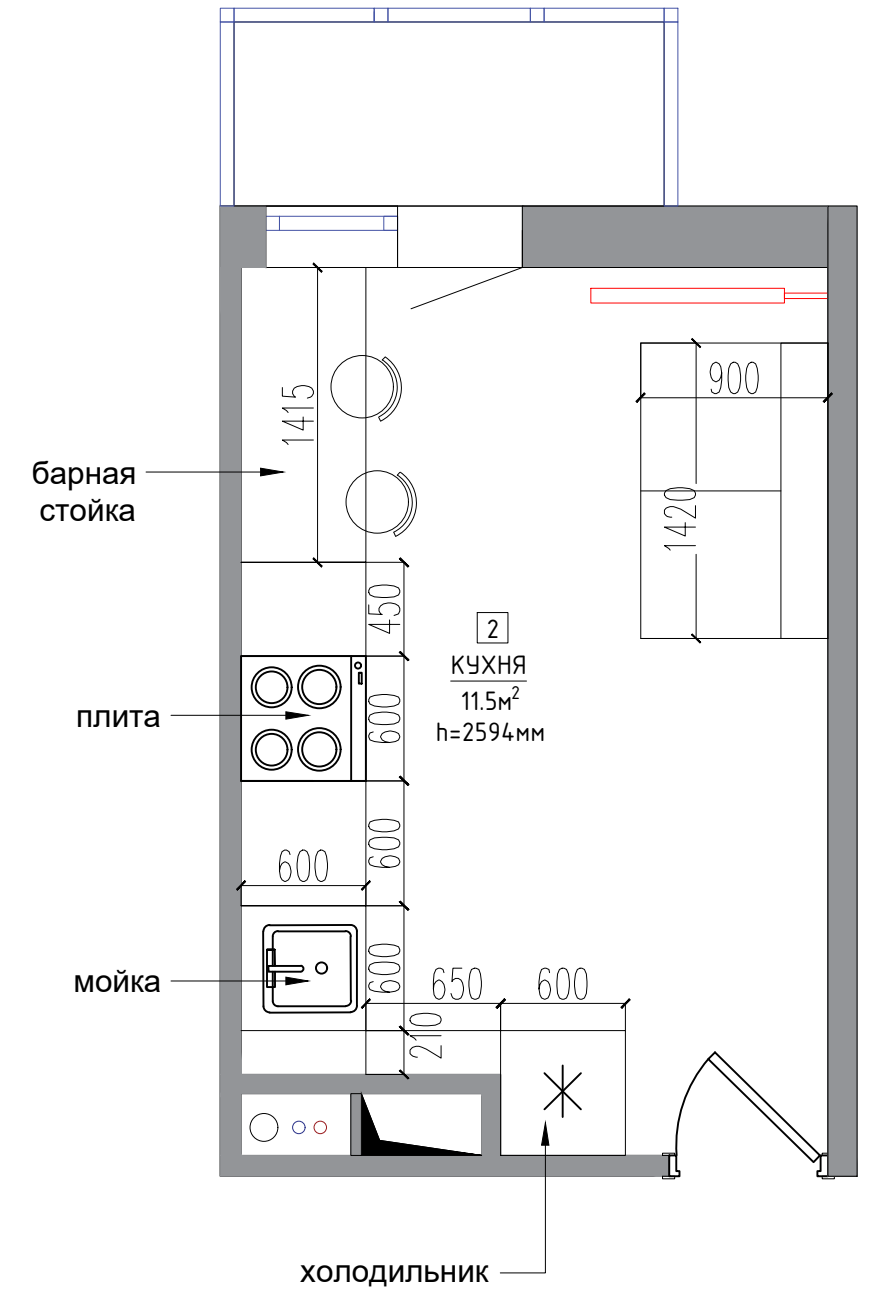 900
1415
барная
стойка
1420
450
2
КУХНЯ
11.5м²
h=2594мм
плита
600
600
600
мойка
600
650
600
210
холодильник